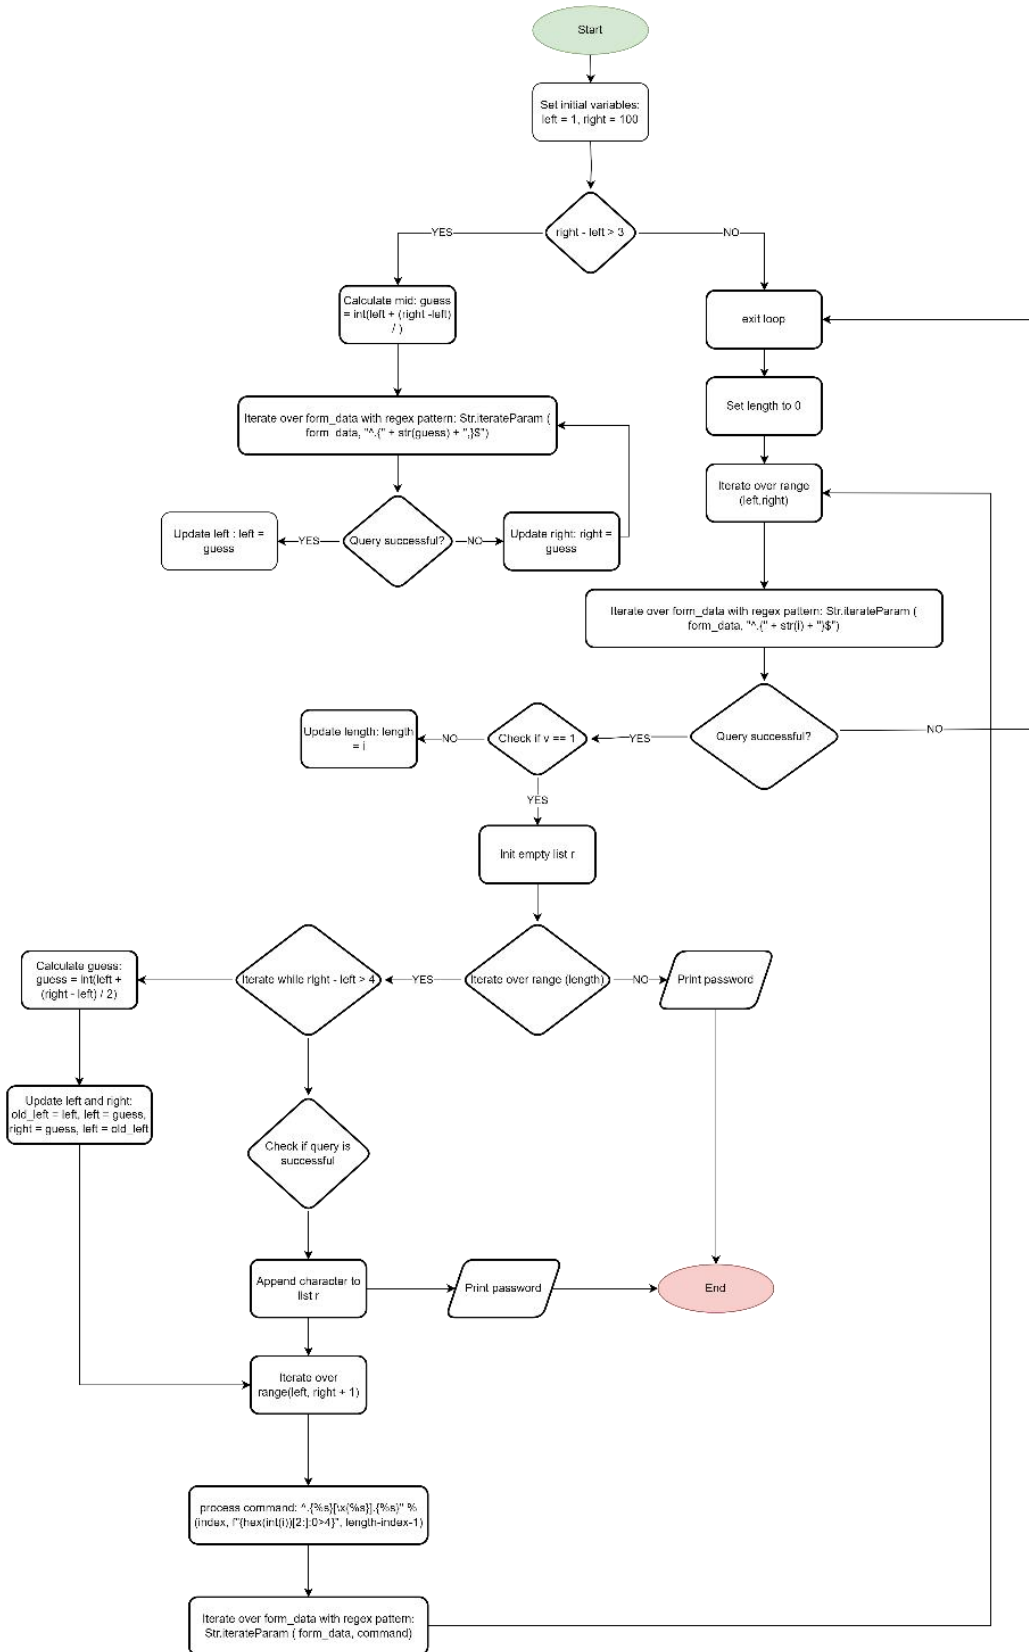 Start
Set initial variables:
left = 1, right = 100
right - left > 3
YES
NO
Calculate mid: guess
= int(left + (right -left)
/ )
exit loop
Set length to 0
Iterate over form_data with regex pattern: Str.iterateParam (
form_data, "^.{" + str(guess) + ",}$")
Iterate over range
(left,right)
Update left : left =
guess
YES
Query successful?
NO
Update right: right =
guess
Iterate over form_data with regex pattern: Str.iterateParam (
form_data, "^.{" + str(i) + "}$")
Update length: length
= i
NO
Check if v == 1
YES
Query successful?
NO
YES
Init empty list r
Calculate guess:
guess = int(left +
(right - left) / 2)
Iterate while right - left > 4
YES
Iterate over range (length)
NO
Print password
Update left and right:
old_left = left, left = guess,
right = guess, left = old_left
Check if query is
successful
Append character to
list r
Print password
End
Iterate over
range(left, right + 1)
process command: ^.{%s}[\x{%s}].{%s}" %
(index, f"{hex(int(i))[2:]:0>4}", length-index-1)
Iterate over form_data with regex pattern:
Str.iterateParam ( form_data, command)